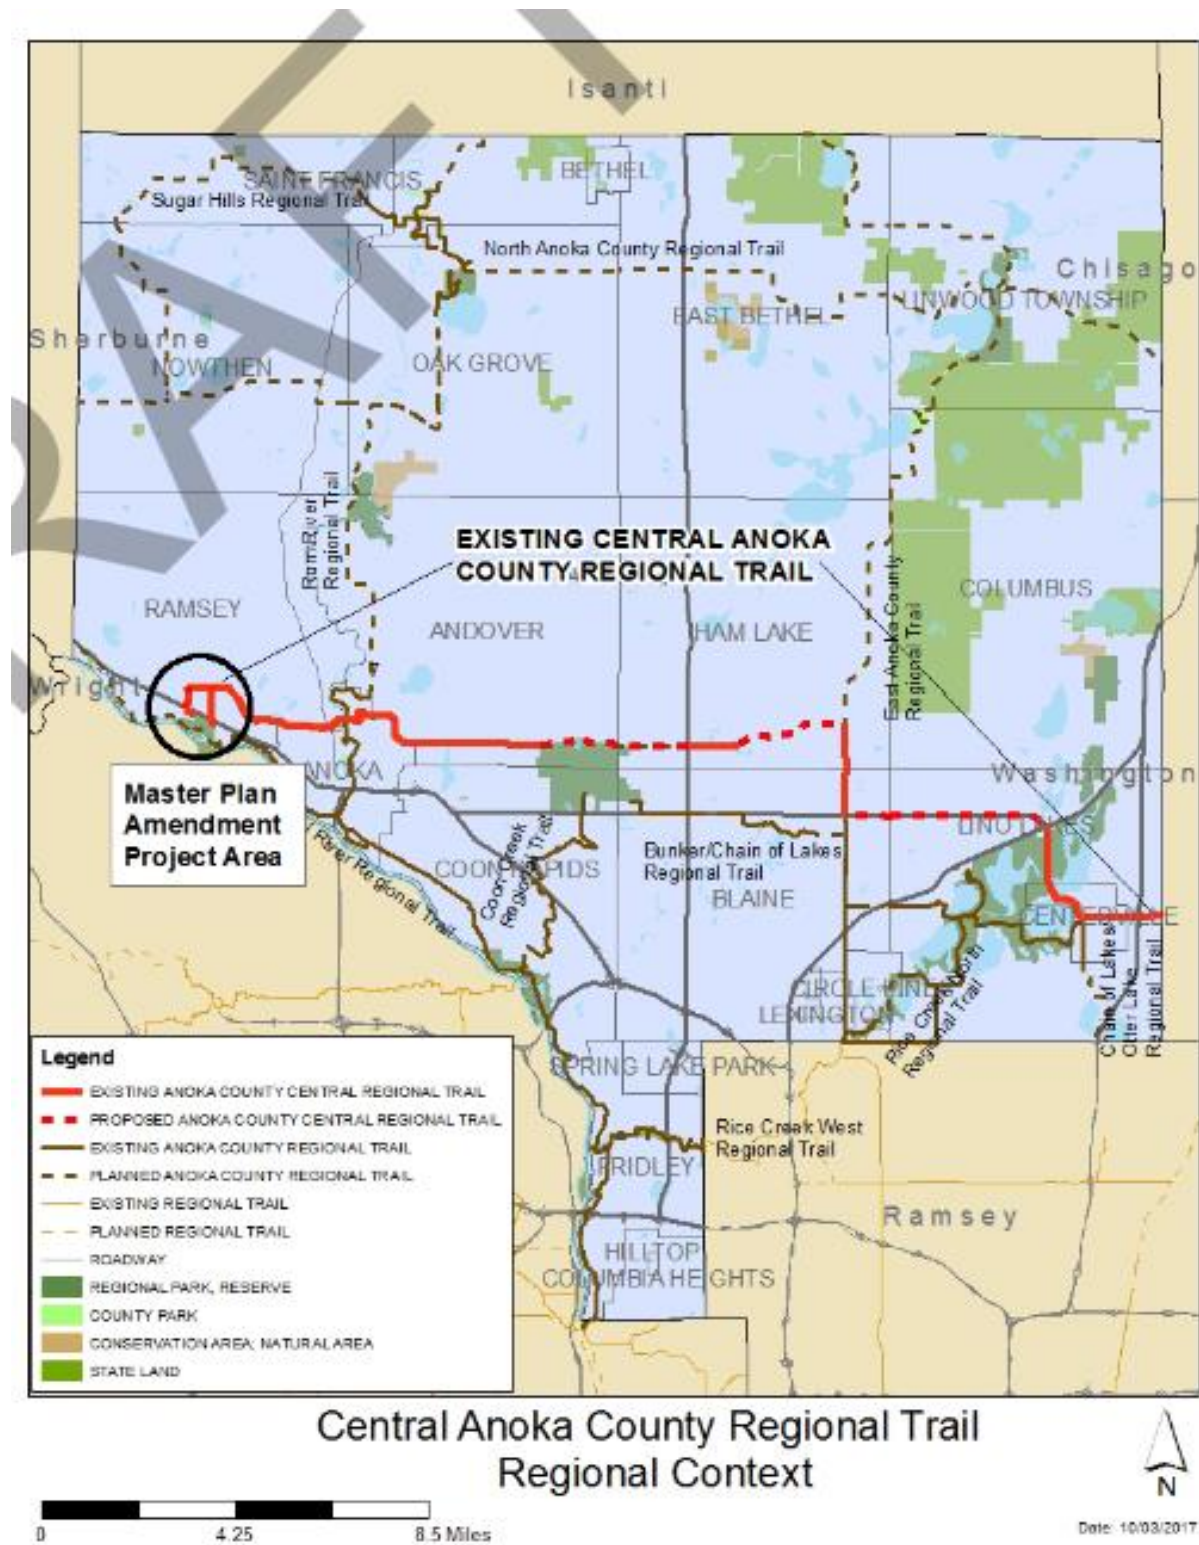 Isanti
BETHEL
SAINT FRANCIS
Sugar Hills Regional Trail
North Anoka County Regional Trail
Chisago
LINWOOD TOWNSHIP
EAST BETHEL
Sherburne
NOWTHEN
OAK GROVE
Rum River
Regional Trail
EXISTING CENTRAL ANOKA
COUNTY REGIONAL TRAIL
East Anoka County
Regional Trail
COLUMBUS
RAMSEY
ANDOVER
HAM LAKE
Wright
Washington
ANOKA
Master Plan
Amendment
Project Area
LINO LAKES
River Regional Trail
COON RAPIDS
Coon Creek
Regional Trail
Bunker/Chain of Lakes
Regional Trail
BLAINE
CENTERVILLE
Chain of Lakes/
Otter Lake
Regional Trail
CIRCLE PINES
LEXINGTON
Rice Creek North
Regional Trail
SPRING LAKE PARK
Rice Creek West
Regional Trail
FRIDLEY
Ramsey
HILLTOP
COLUMBIA HEIGHTS
Legend
EXISTING ANOKA COUNTY CENTRAL REGIONAL TRAIL
PROPOSED ANOKA COUNTY CENTRAL REGIONAL TRAIL
EXISTING ANOKA COUNTY REGIONAL TRAIL
PLANNED ANOKA COUNTY REGIONAL TRAIL
EXISTING REGIONAL TRAIL
PLANNED REGIONAL TRAIL
ROADWAY
REGIONAL PARK, RESERVE
COUNTY PARK
CONSERVATION AREA; NATURAL AREA
STATE LAND
Central Anoka County Regional Trail
Regional Context
N
0 4.25 8.5 Miles
Date: 10/03/2017